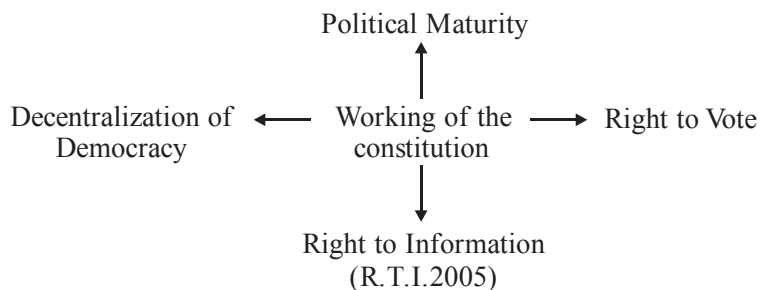 Political Maturity
Decentralization of
Democracy
Working of the
constitution
Right to Vote
Right to Information
(R.T.I.2005)